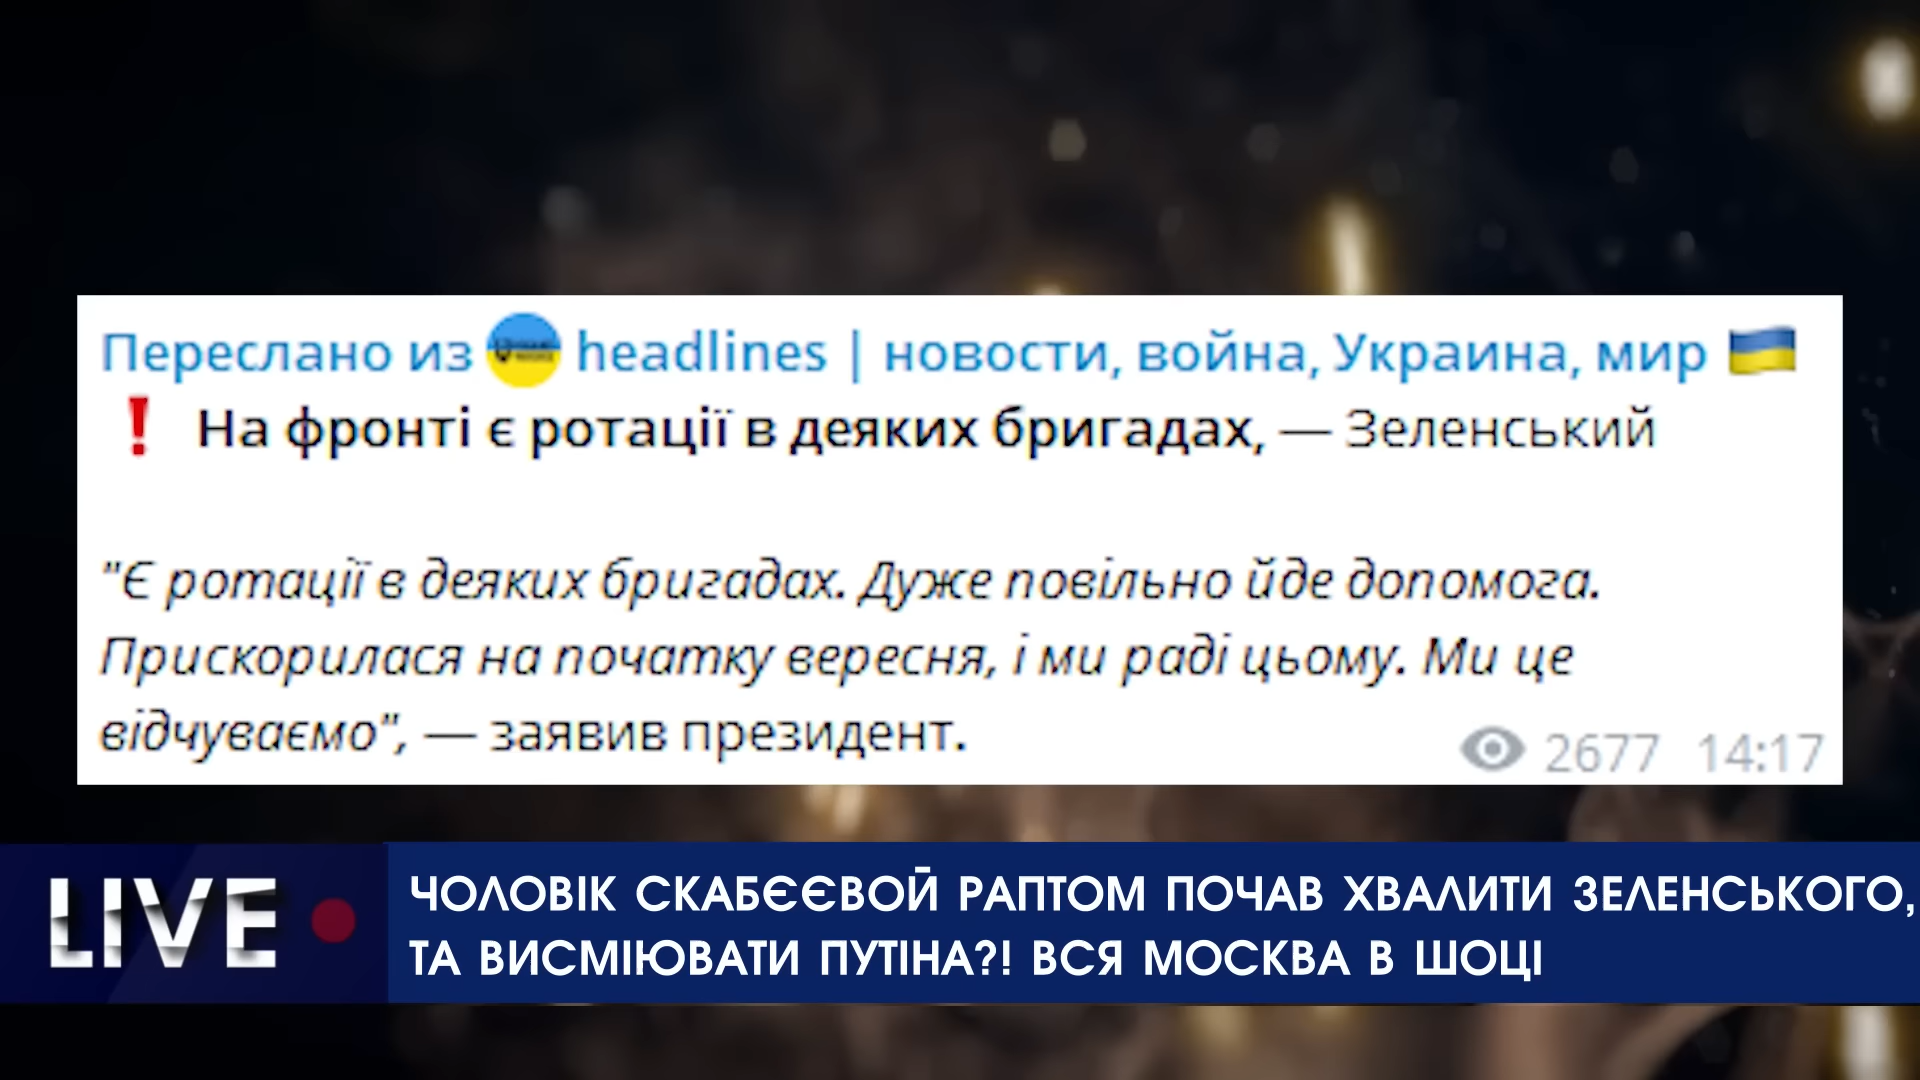 Переслано из headlines | новости, война, Украина, мир
❗ На фронті є ротації в деяких бригадах, — Зеленський
"Є ротації в деяких бригадах. Дуже повільно йде допомога.
Прискорилася на початку вересня, і ми раді цьому. Ми це
відчуваємо", — заявив президент.
2677 14:17
LIVE
ЧОЛОВІК СКАБЄЄВОЙ РАПТОМ ПОЧАВ ХВАЛИТИ ЗЕЛЕНСЬКОГО,
ТА ВИСМІЮВАТИ ПУТІНА?! ВСЯ МОСКВА В ШОЦІ